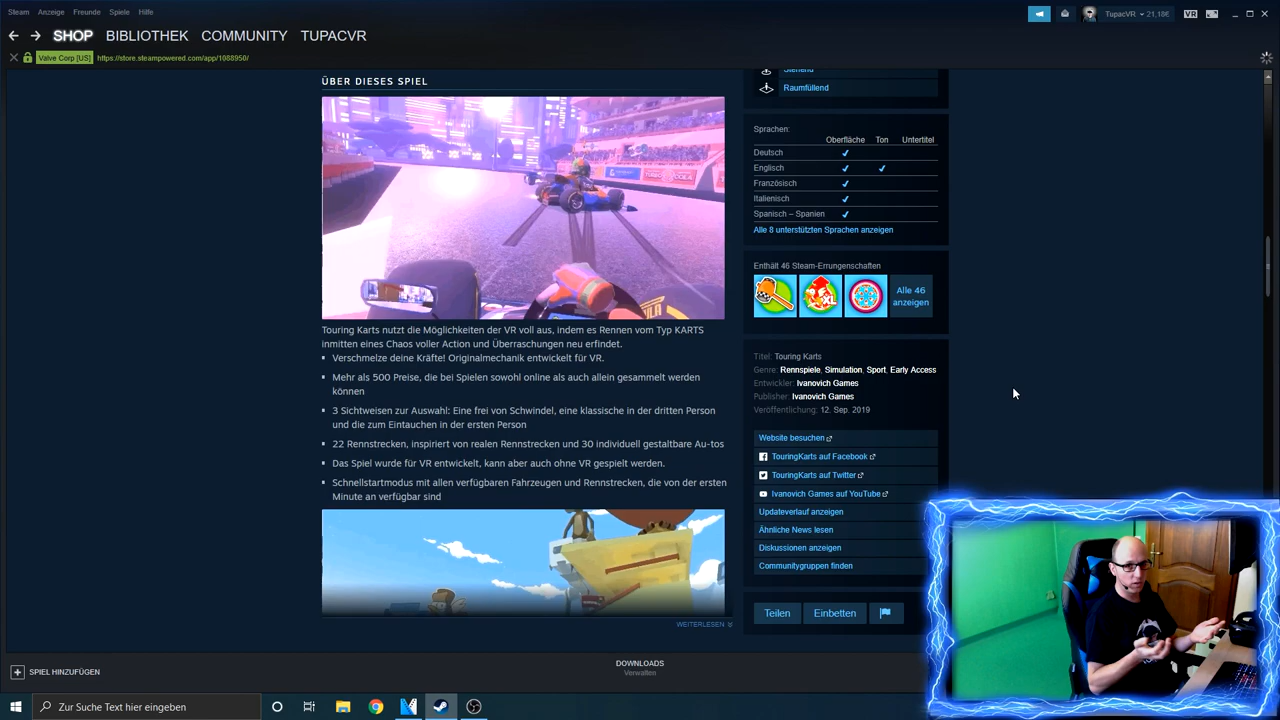 Steam Anzeige Freunde Spiele Hilfe
TupacVR 21,18€ VR
SHOP BIBLIOTHEK COMMUNITY TUPACVR
Valve Corp [US] https://store.steampowered.com/app/1088950/
ÜBER DIESES SPIEL
Touring Karts nutzt die Möglichkeiten der VR voll aus, indem es Rennen vom Typ KARTS
inmitten eines Chaos voller Action und Überraschungen neu erfindet.
Verschmelze deine Kräfte! Originalmechanik entwickelt für VR.
Mehr als 500 Preise, die bei Spielen sowohl online als auch allein gesammelt werden
können
3 Sichtweisen zur Auswahl: Eine frei von Schwindel, eine klassische in der dritten Person
und die zum Eintauchen in der ersten Person
22 Rennstrecken, inspiriert von realen Rennstrecken und 30 individuell gestaltbare Au-tos
Das Spiel wurde für VR entwickelt, kann aber auch ohne VR gespielt werden.
Schnellstartmodus mit allen verfügbaren Fahrzeugen und Rennstrecken, die von der ersten
Minute an verfügbar sind
WEITERLESEN
Stehend
Raumfüllend
Sprachen:
Oberfläche Ton Untertitel
Deutsch
Englisch
Französisch
Italienisch
Spanisch – Spanien
Alle 8 unterstützten Sprachen anzeigen
Enthält 46 Steam-Errungenschaften
XL
Alle 46
anzeigen
Titel: Touring Karts
Genre: Rennspiele, Simulation, Sport, Early Access
Entwickler: Ivanovich Games
Publisher: Ivanovich Games
Veröffentlichung: 12. Sep. 2019
Website besuchen
TouringKarts auf Facebook
TouringKarts auf Twitter
Ivanovich Games auf YouTube
Updateverlauf anzeigen
Ähnliche News lesen
Diskussionen anzeigen
Communitygruppen finden
Teilen Einbetten
SPIEL HINZUFÜGEN
DOWNLOADS
Verwalten
Zur Suche Text hier eingeben